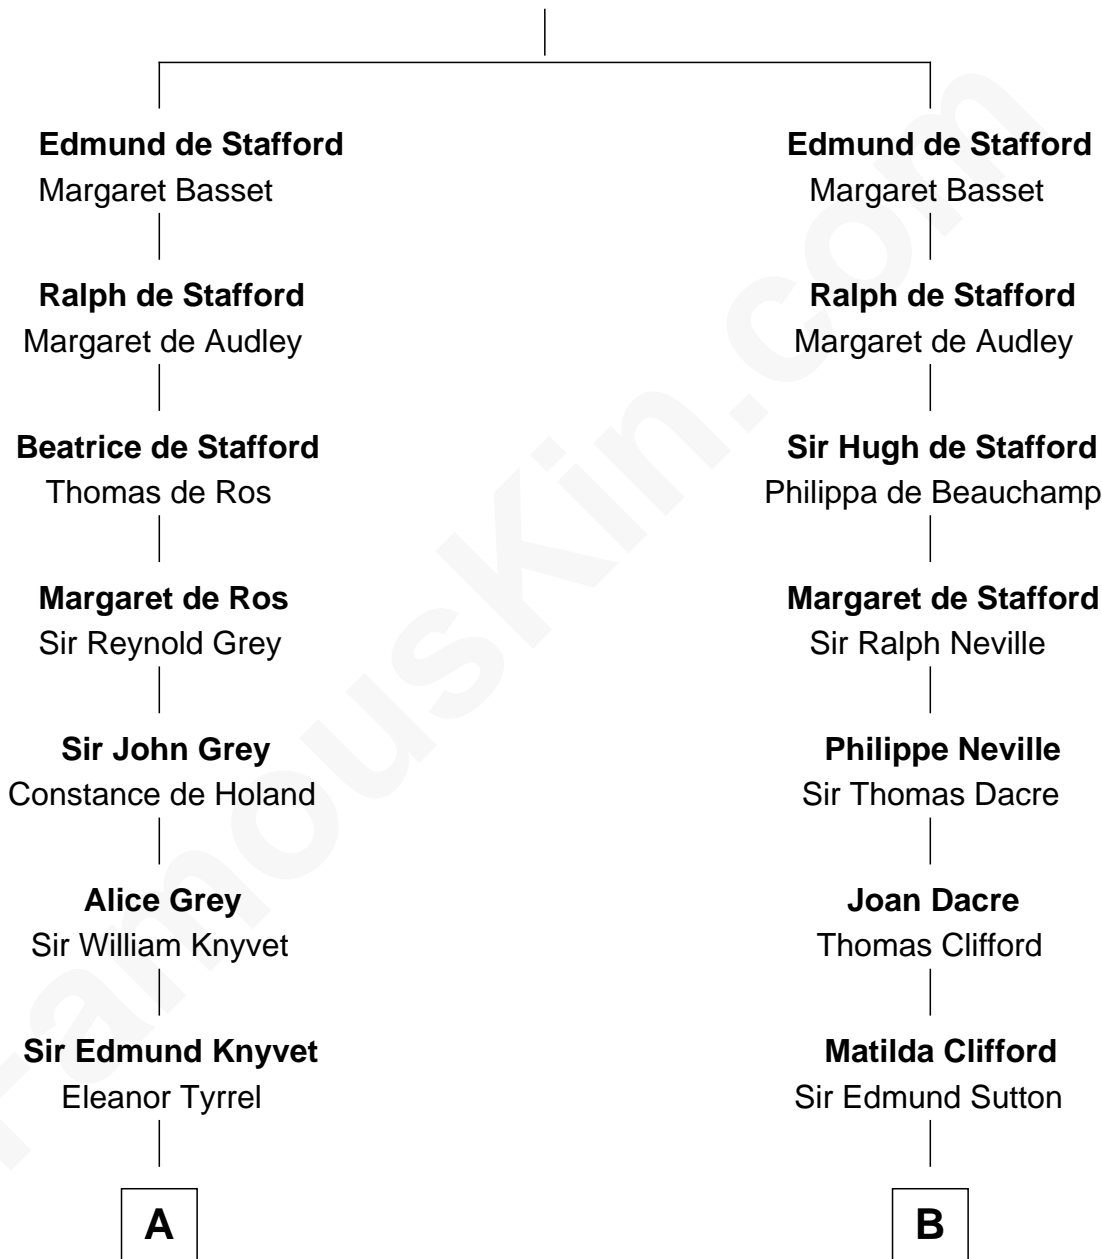 Edmund de Stafford
Margaret Basset
Ralph de Stafford
Margaret de Audley
Beatrice de Stafford
Thomas de Ros
Margaret de Ros
Sir Reynold Grey
Sir John Grey
Constance de Holand
Alice Grey
Sir William Knyvet
Sir Edmund Knyvet
Eleanor Tyrrel
A
Edmund de Stafford
Margaret Basset
Ralph de Stafford
Margaret de Audley
Sir Hugh de Stafford
Philippa de Beauchamp
Margaret de Stafford
Sir Ralph Neville
Philippe Neville
Sir Thomas Dacre
Joan Dacre
Thomas Clifford
Matilda Clifford
Sir Edmund Sutton
B
FamousKin.com